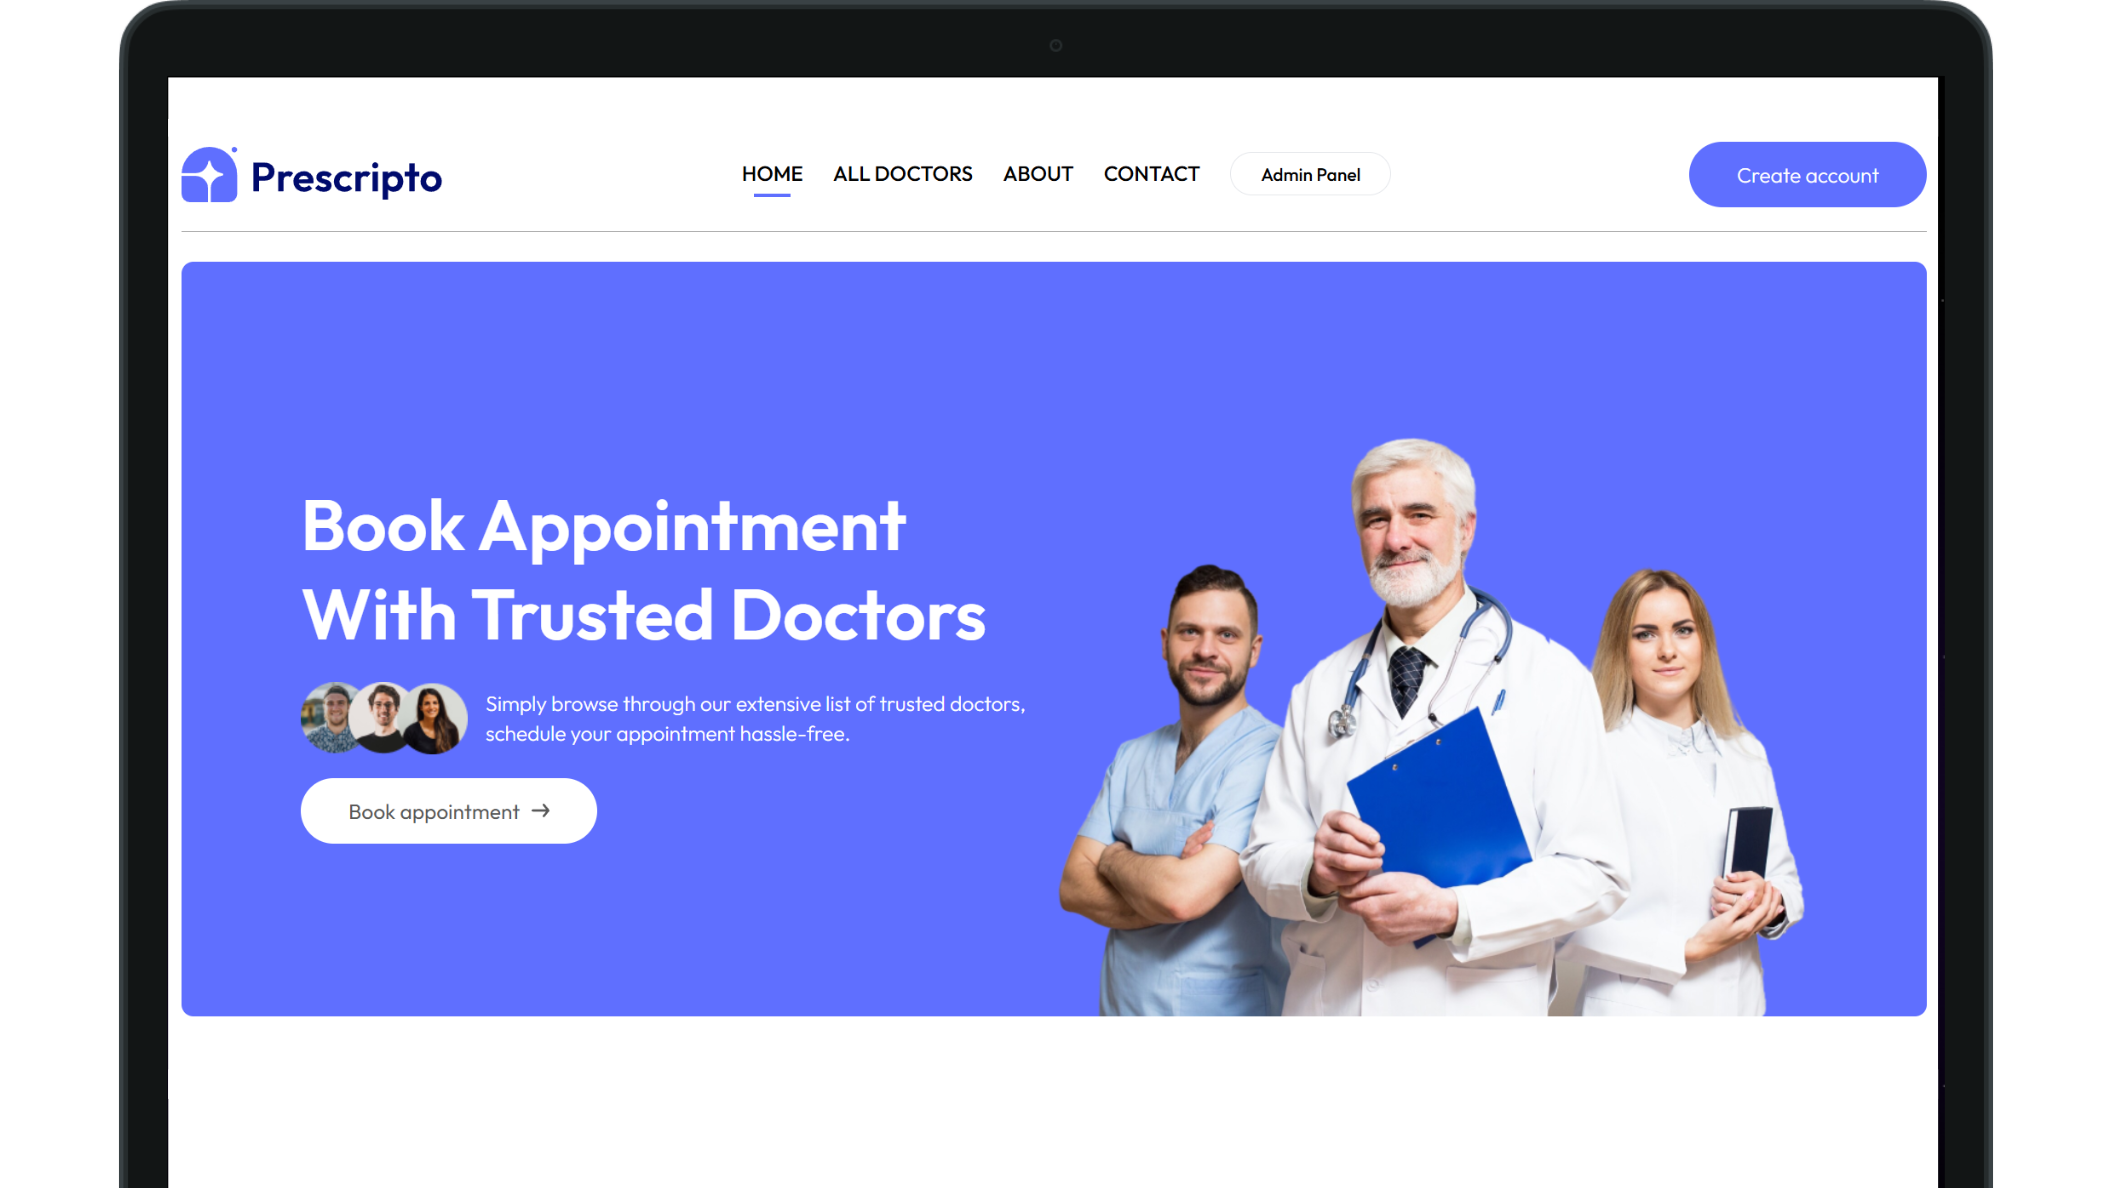 Prescripto
HOME
ALL DOCTORS
ABOUT
CONTACT
Admin Panel
Create account
Book Appointment
With Trusted Doctors
Simply browse through our extensive list of trusted doctors,
schedule your appointment hassle-free.
Book appointment →